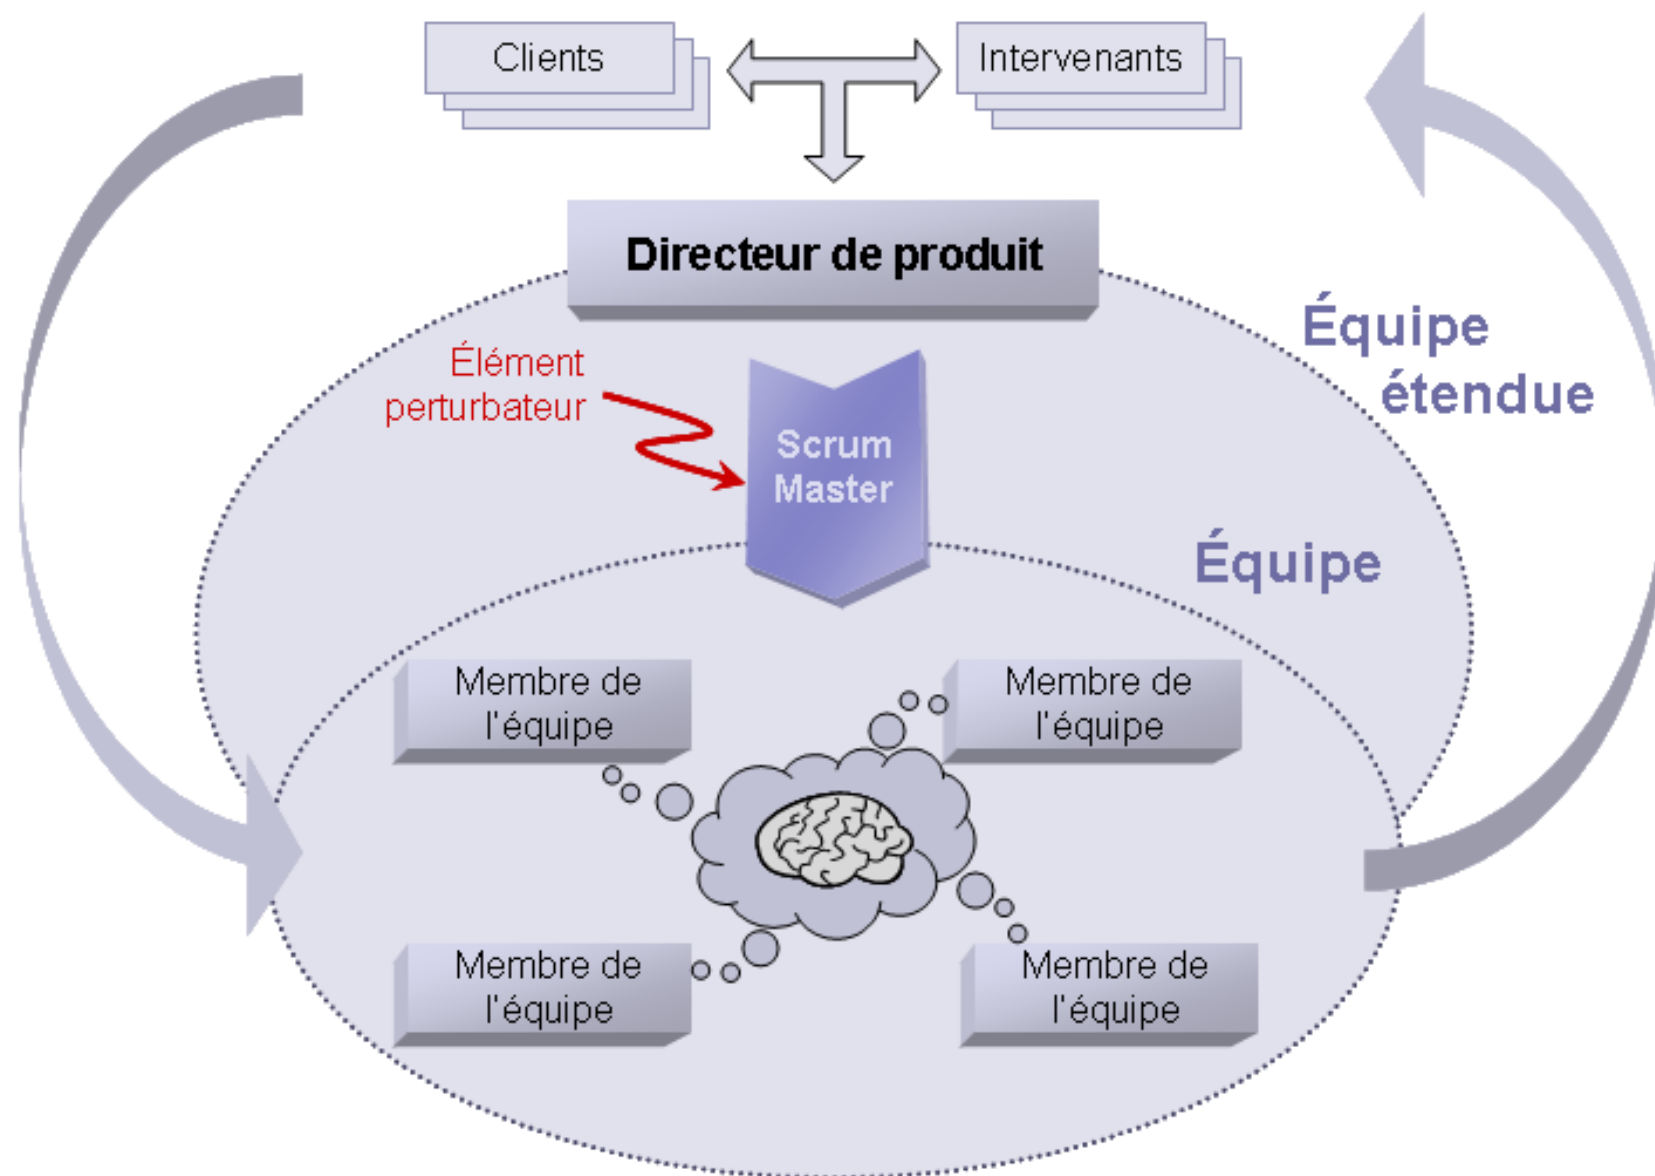 Clients
Intervenants
Directeur de produit
Équipe
étendue
Élément
perturbateur
Scrum
Master
Équipe
Membre de
l'équipe
Membre de
l'équipe
Membre de
l'équipe
Membre de
l'équipe